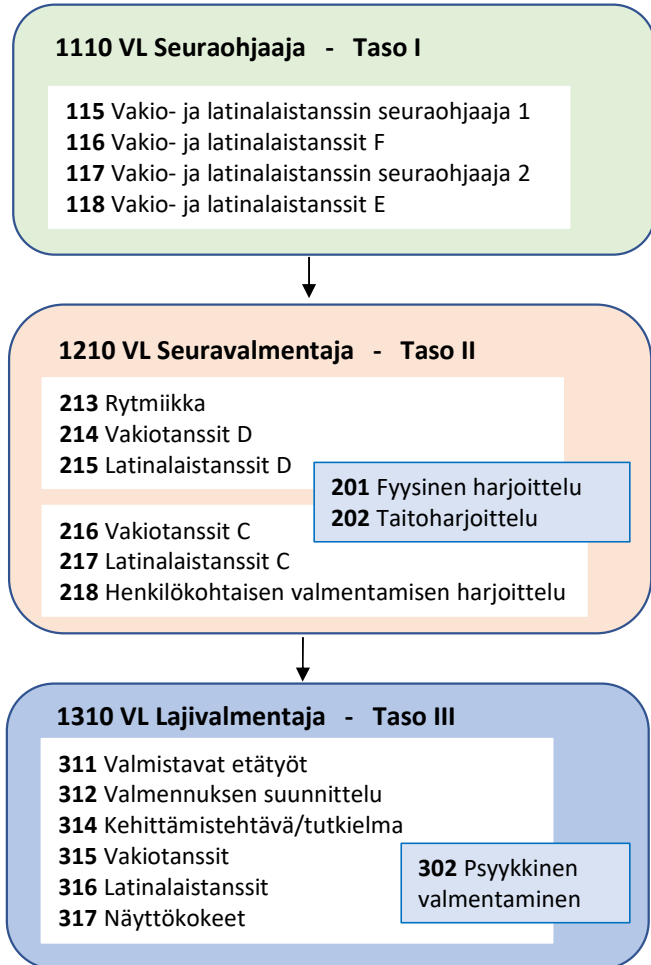 1110 VL Seuraohjaaja - Taso I
115 Vakio- ja latinalaistanssin seuraohjaaja 1
116 Vakio- ja latinalaistanssit F
117 Vakio- ja latinalaistanssin seuraohjaaja 2
118 Vakio- ja latinalaistanssit E
1210 VL Seuravalmentaja - Taso II
213 Rytmiikka
214 Vakiotanssit D
215 Latinalaistanssit D
201 Fyysinen harjoittelu
202 Taitoharjoittelu
216 Vakiotanssit C
217 Latinalaistanssit C
218 Henkilökohtaisen valmentamisen harjoittelu
1310 VL Lajivalmentaja - Taso III
311 Valmistavat etätyöt
312 Valmennuksen suunnittelu
314 Kehittämistehtävä/tutkielma
315 Vakiotanssit
316 Latinalaistanssit
317 Näyttökokeet
302 Psyykkinen
valmentaminen